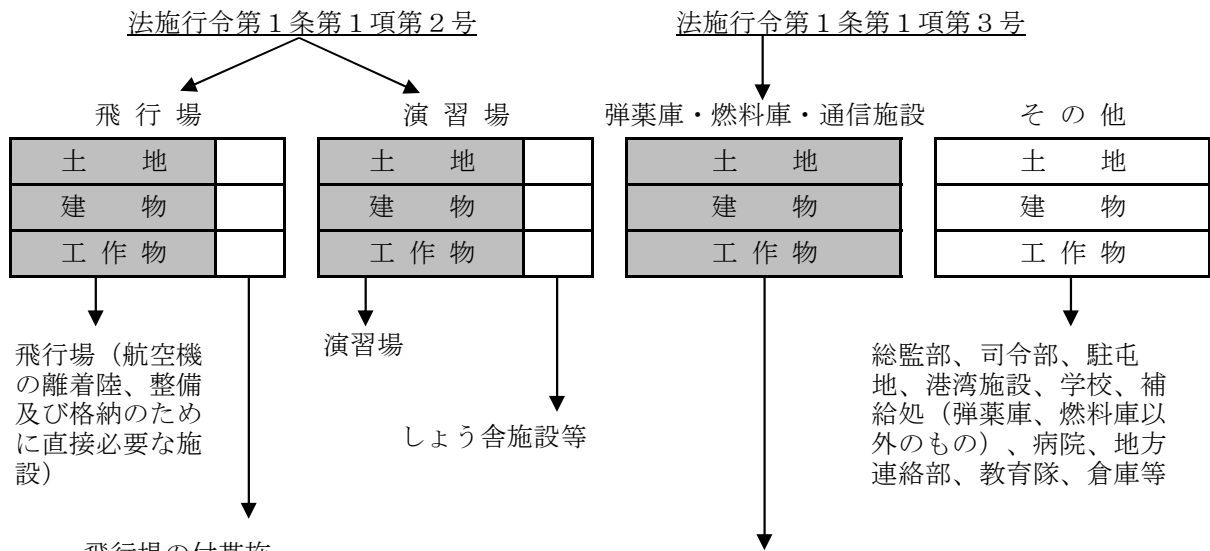 法施行令第1条第1項第2号
法施行令第1条第1項第3号
飛行場
演習場
弾薬庫・燃料庫・通信施設
その他
土地
土地
土地
土地
建物
建物
建物
建物
工作物
工作物
工作物
工作物
飛行場（航空機
の離着陸、整備
及び格納のため
に直接必要な施
設）
演習場
しょう舎施設等
総監部、司令部、駐屯
地、港湾施設、学校、補
給処（弾薬庫、燃料庫以
外のもの）、病院、地方
連絡部、教育隊、倉庫等
飛行場の付帯施